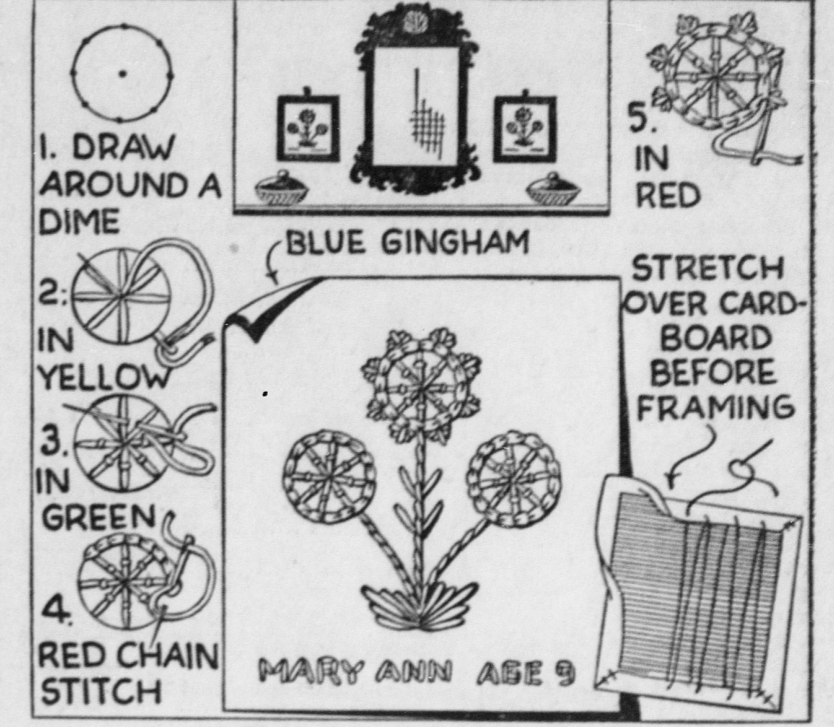 1. DRAW
AROUND A
DIME
2.
IN
YELLOW
3.
IN
GREEN
4.
RED CHAIN
STITCH
5.
IN
RED
BLUE GINGHAM
STRETCH
OVER CARD-
BOARD
BEFORE
FRAMING
MARY ANN AGE 9